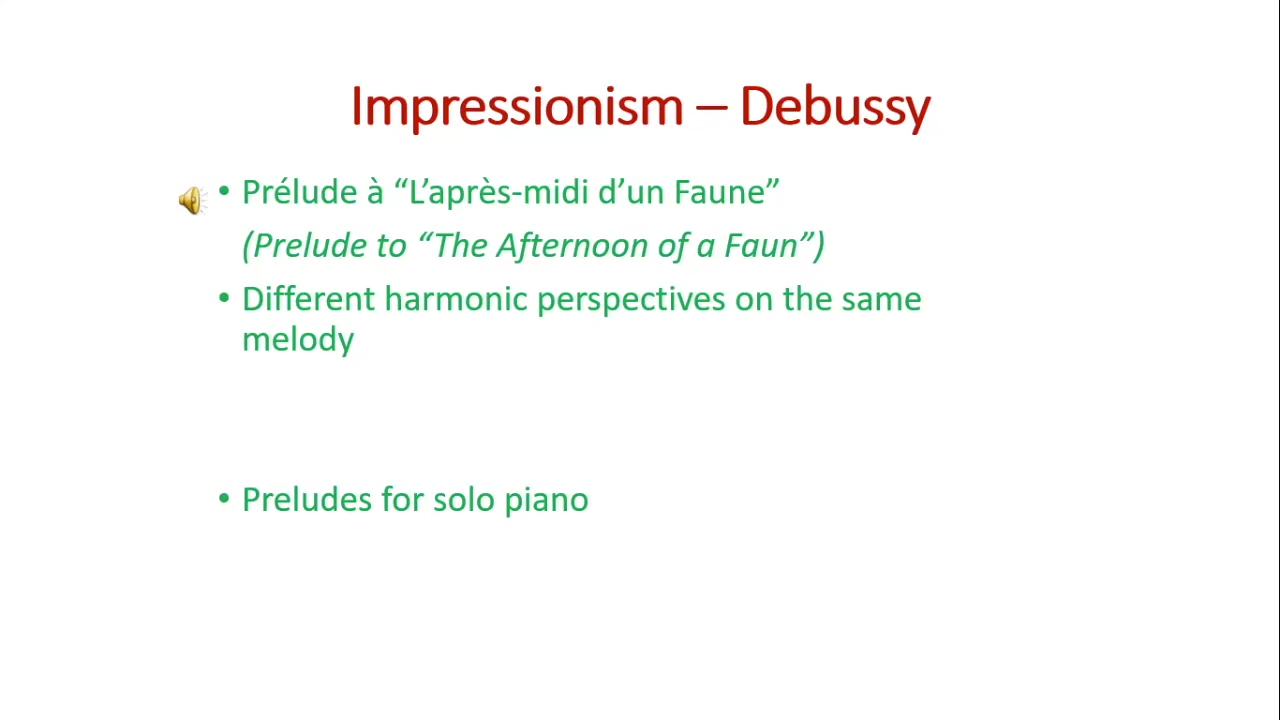 Impressionism – Debussy
• Prélude à “L’après-midi d’un Faune”
(Prelude to “The Afternoon of a Faun”)
• Different harmonic perspectives on the same
melody
• Preludes for solo piano